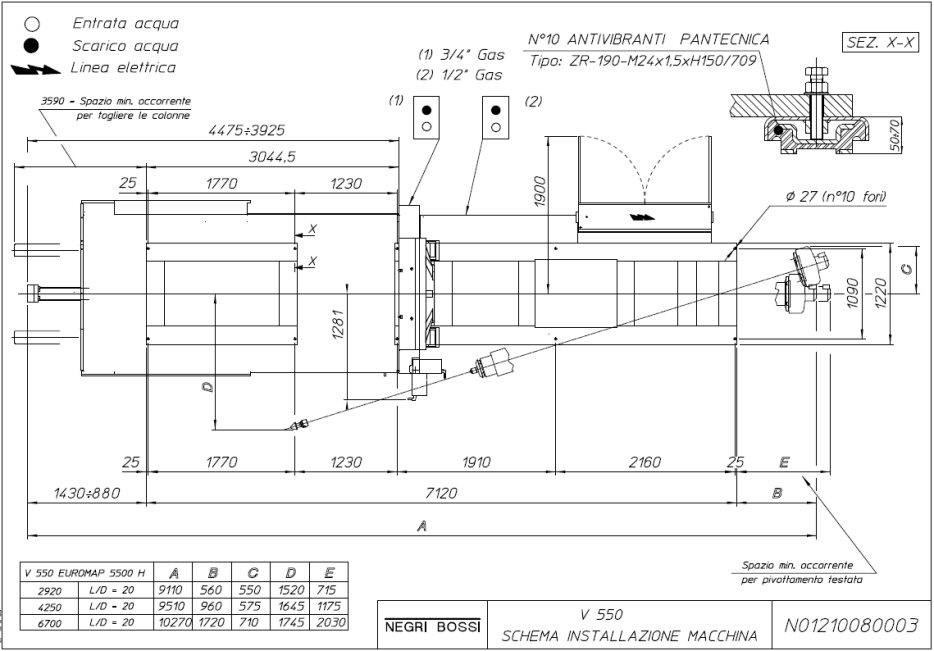 Entrata acqua
Scarico acqua
Linea elettrica
(1) 3/4" Gas
(2) 1/2" Gas
N°10 ANTIVIBRANTI PANTECNICA
Tipo: ZR-190-M24x1.5xH150/709
SEZ. X-X
3590 - Spazio min. occorrente
per togliere le colonne
(1)
(2)
50÷70
4475÷3925
3044,5
25
1770
1230
1900
Ø 27 (n°10 fori)
X
X
C
1281
1090
1220
D
25
1770
1230
1910
2160
25
E
1430÷880
7120
B
A
Spazio min. occorrente
per pivottamento testata
V 550 EUROMAP 5500 H A B C D E
2920 L/D = 20 9110 560 550 1520 715
4250 L/D - 20 9510 960 575 1645 1175
6700 L/D = 20 10270 1720 710 1745 2030
NEGRI BOSSI
V 550
SCHEMA INSTALLAZIONE MACCHINA
N01210080003